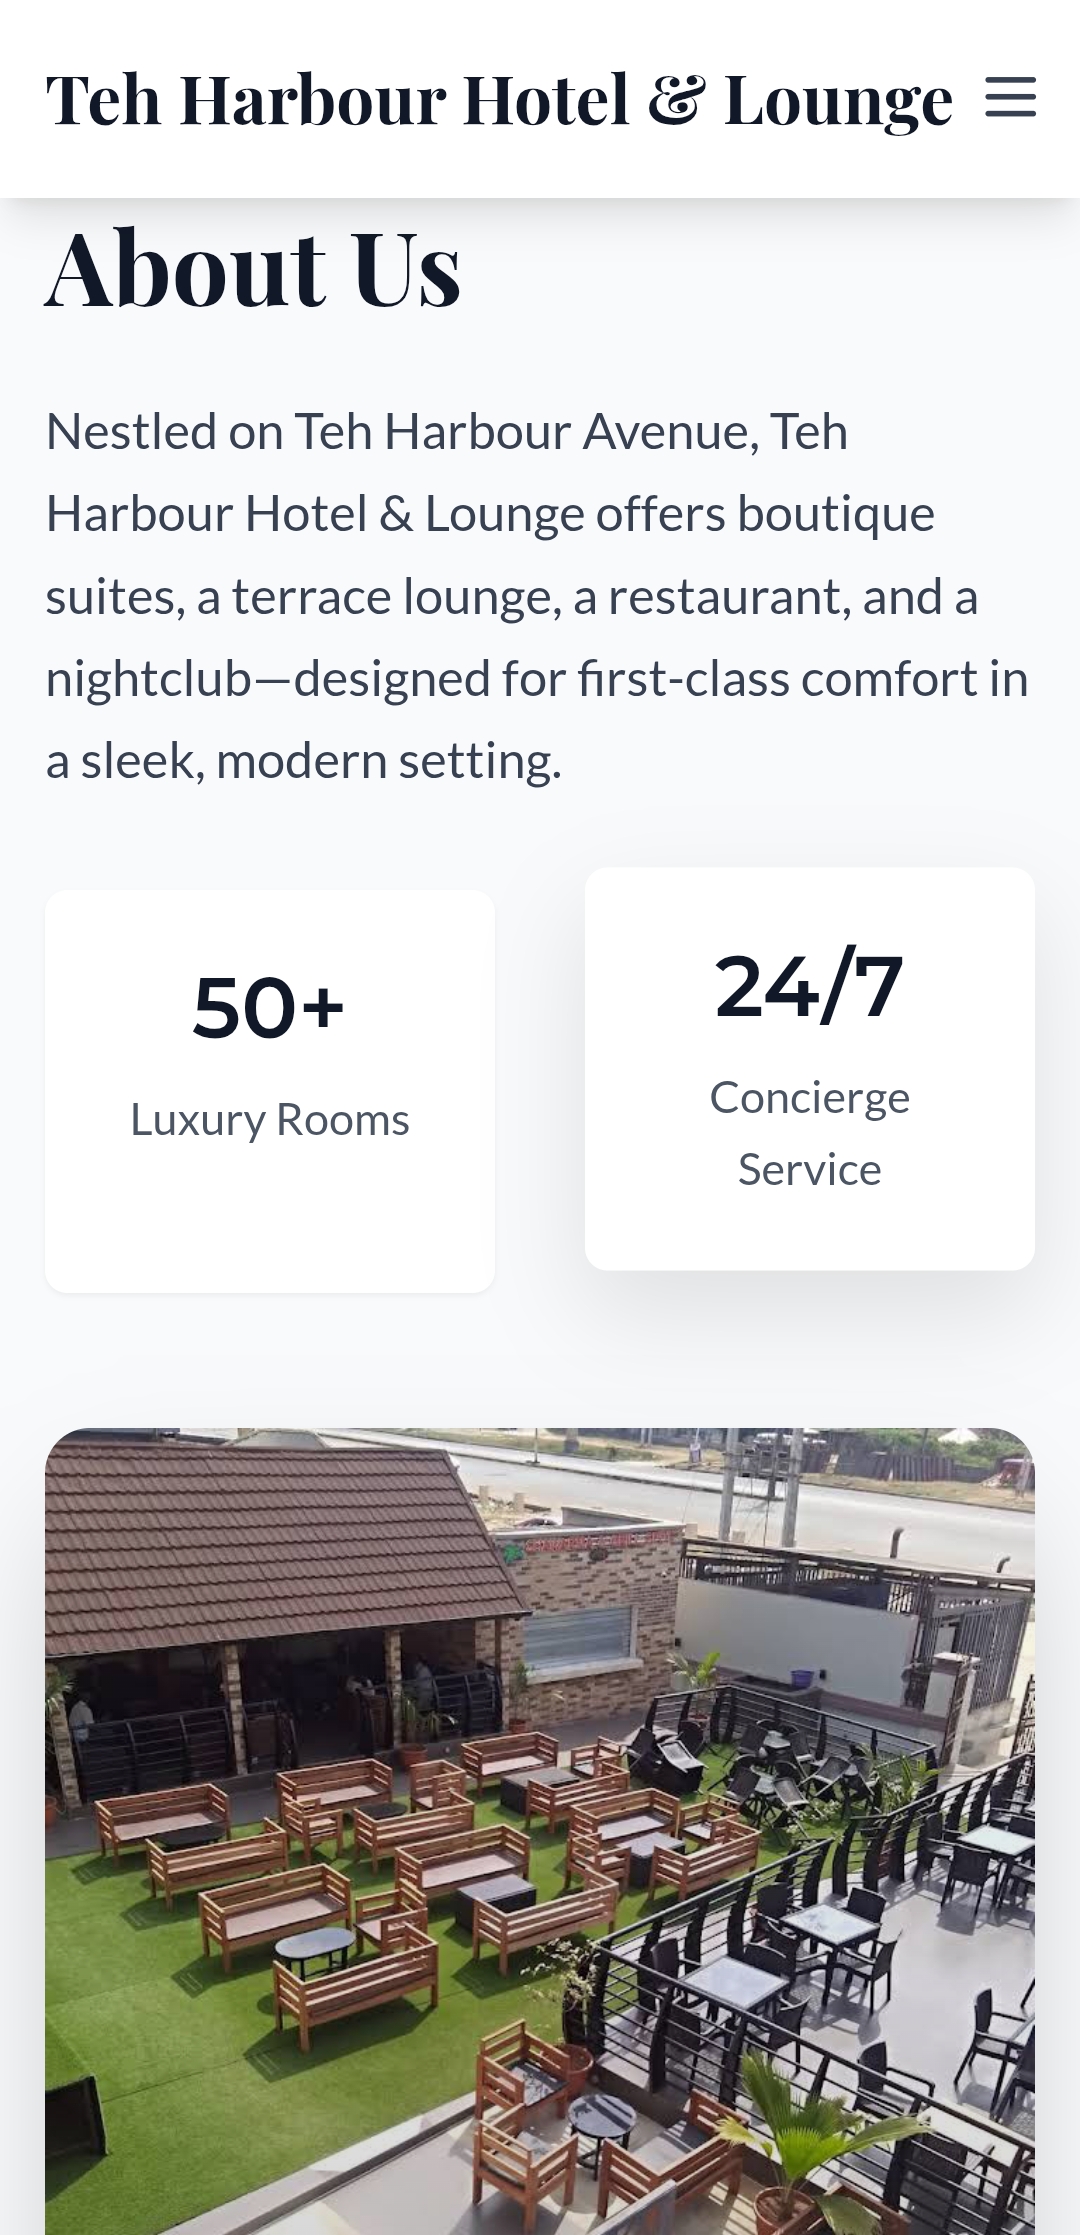 Teh Harbour Hotel & Lounge
About Us
Nestled on Teh Harbour Avenue, Teh
Harbour Hotel & Lounge offers boutique
suites, a terrace lounge, a restaurant, and a
nightclub—designed for first-class comfort in
a sleek, modern setting.
50+
Luxury Rooms
24/7
Concierge
Service